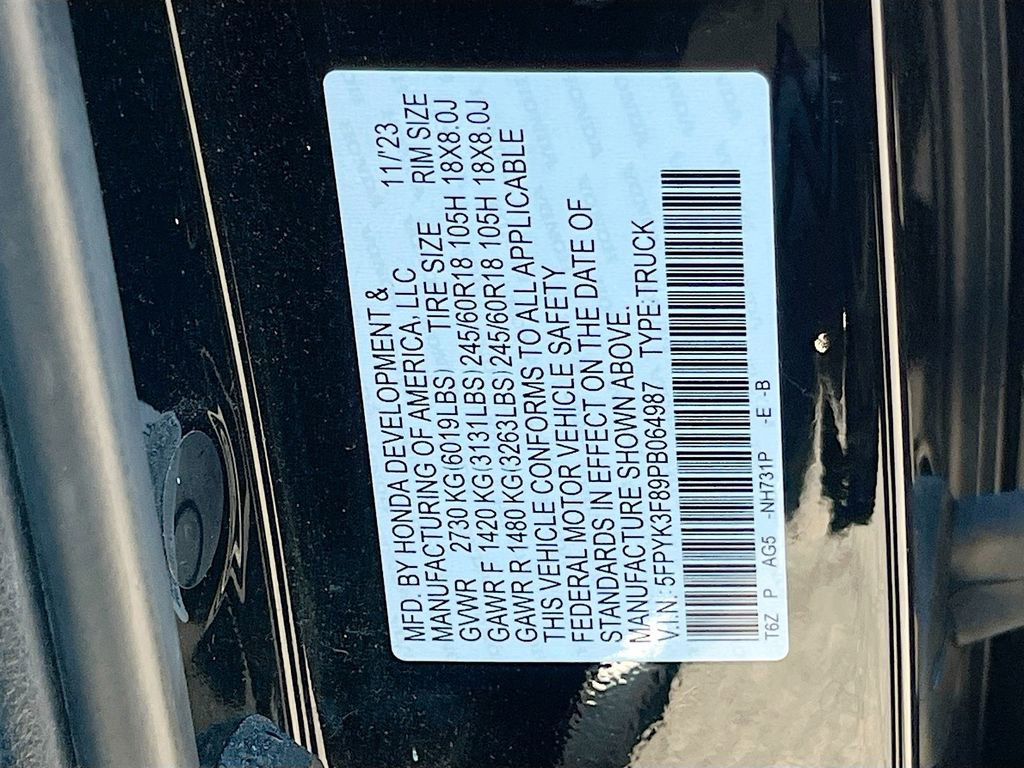 MFD. BY HONDA DEVELOPMENT & 11/'23
MANUFACTURING OF AMERICA, LLC
GVWR 2730 KG(6019LBS) TIRE SIZE RIM SIZE
GAWR F 1420 KG(3131LBS) 245/60R18 105H 18X8.0J
GAWR R 1480 KG(3263LBS) 245/60R18 105H 18X8.0J
THIS VEHICLE CONFORMS TO ALL APPLICABLE
FEDERAL MOTOR VEHICLE SAFETY
STANDARDS IN EFFECT ON THE DATE OF
MANUFACTURE SHOWN ABOVE.
V.I.N.: 5FPYK3F89PB064987 TYPE: TRUCK
T6Z P AG5 -NH731P -E -B